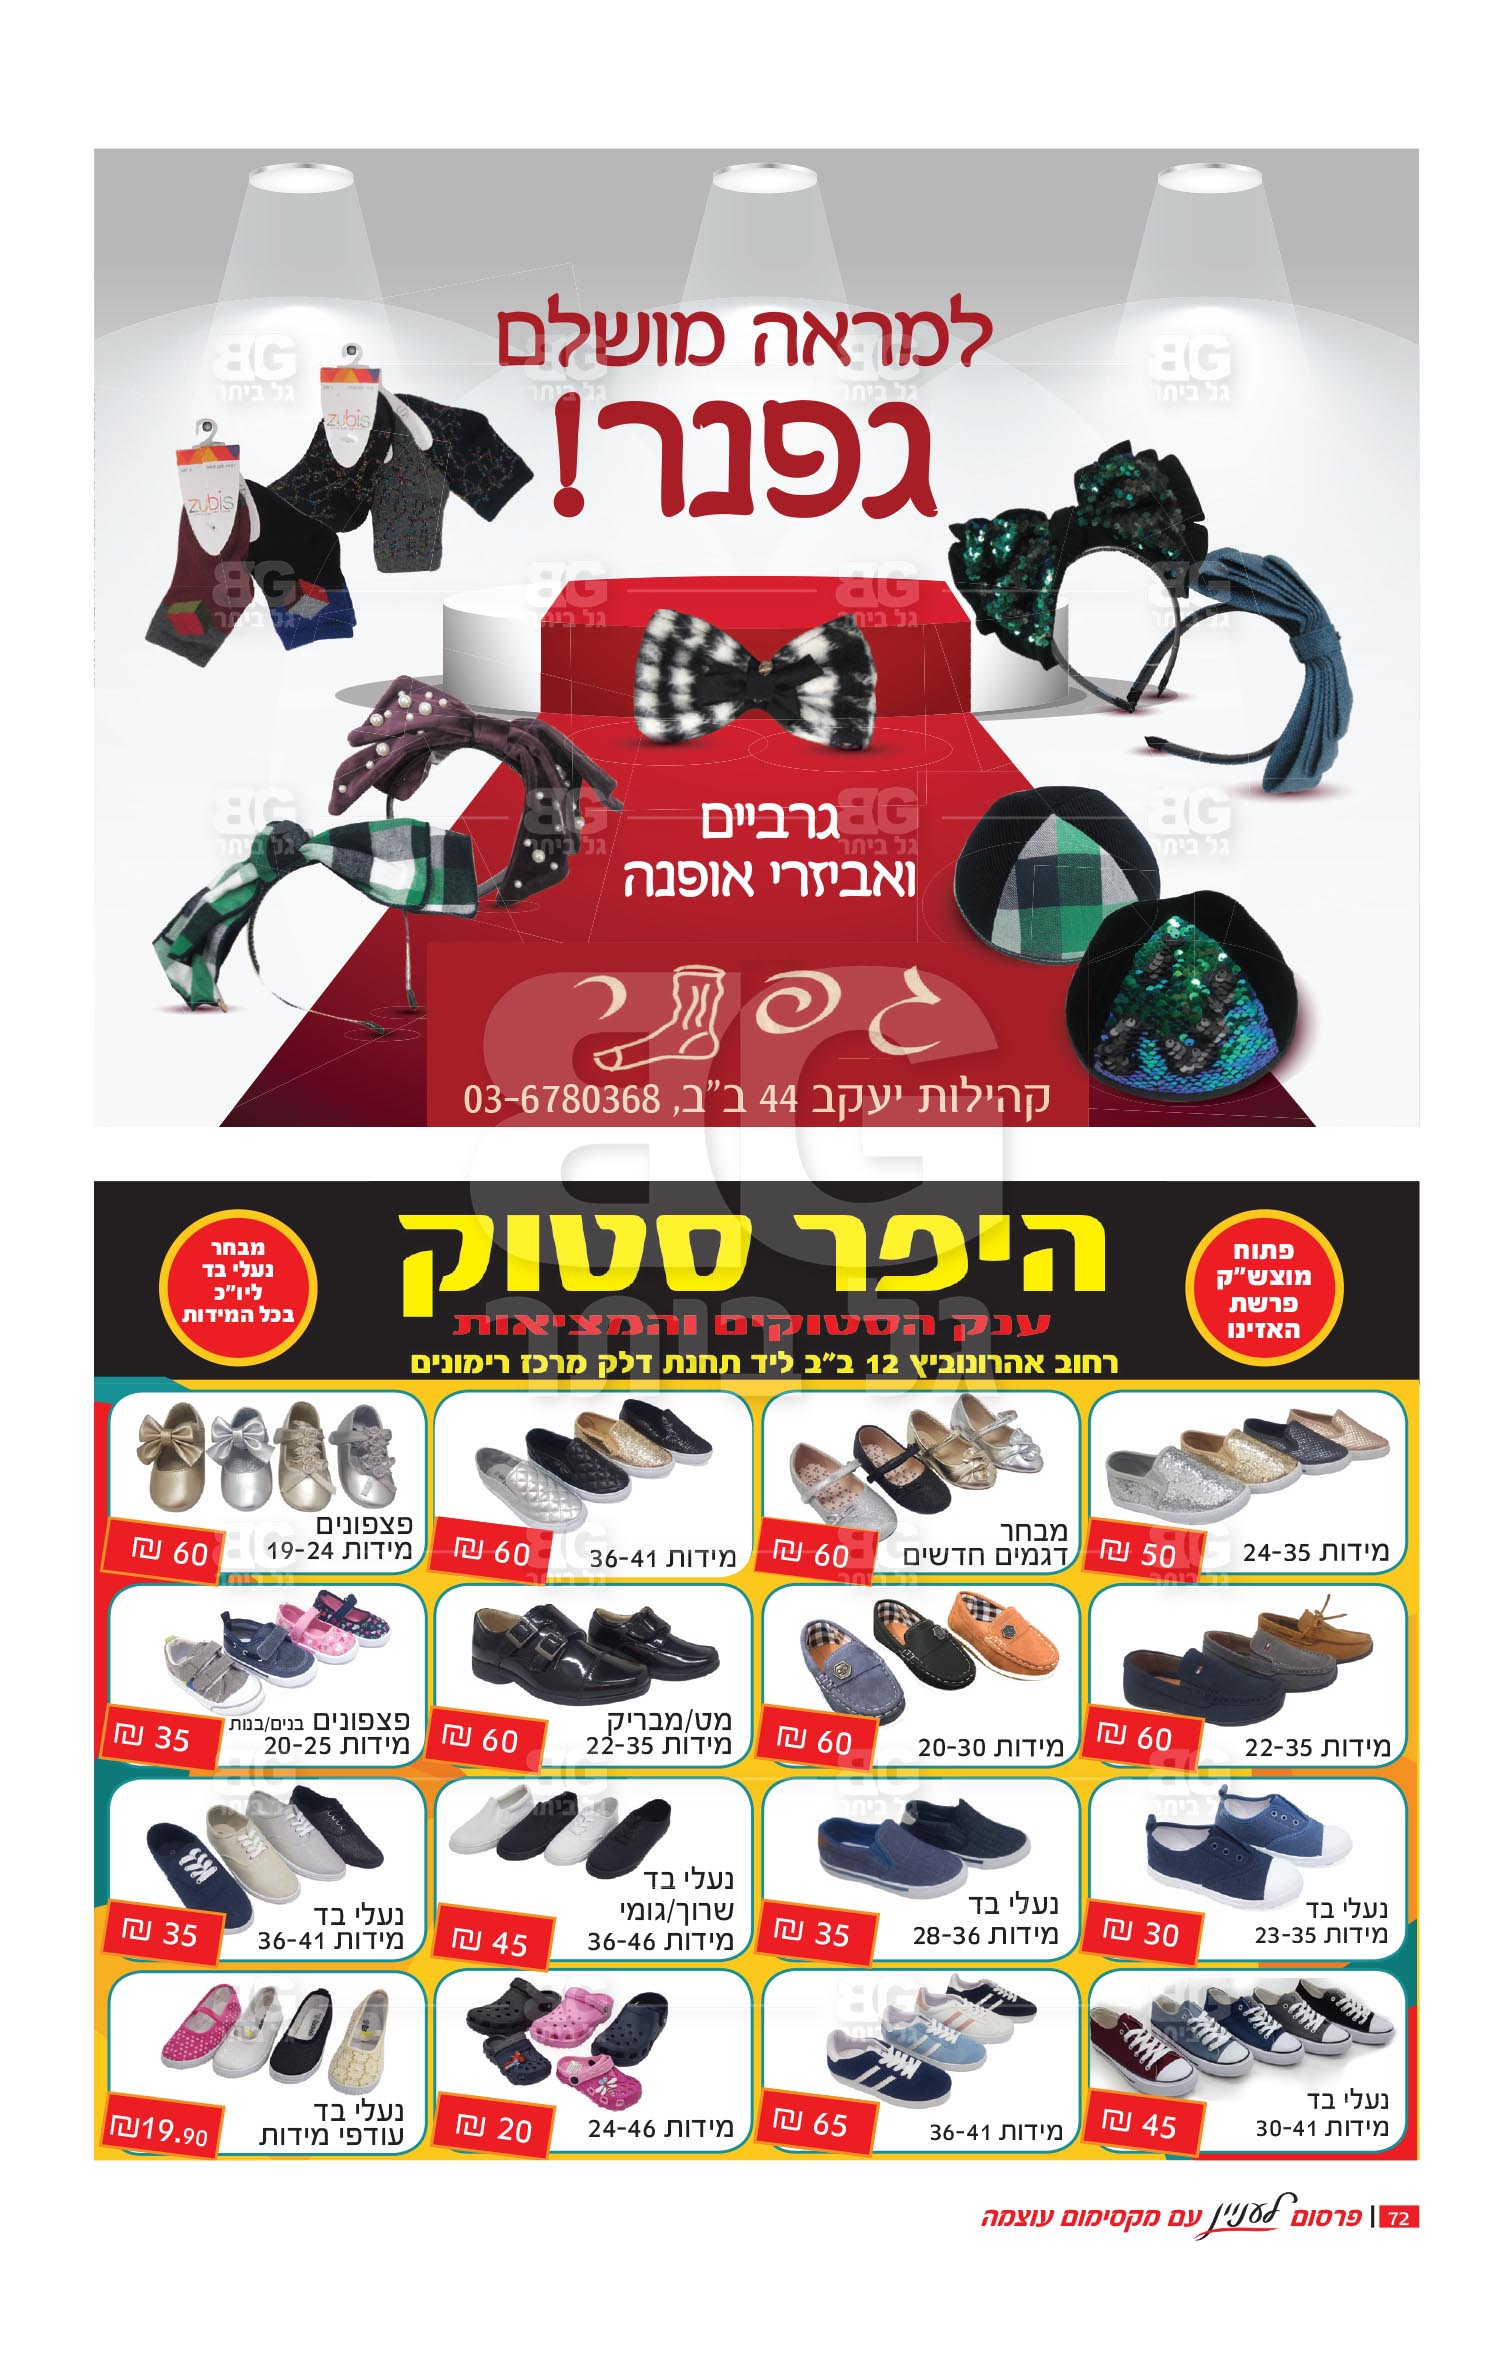 למראה מושלם
גפנר!
zubis
zubis
גרביים
ואביזרי אופנה
גפנר
קהילות יעקב 44 ב"ב, 03-6780368
פתוח
מוצש"ק
פרשת
האזינו
היפר סטוק
ענק הסטוקים והמציאות
רחוב אהרונוביץ 12 ב"ב ליד תחנת דלק מרכז רימונים
מבחר
נעלי בד
ליו"כ
בכל המידות
מידות 24-35
50 ₪
מבחר
דגמים חדשים
60 ₪
מידות 36-41
60 ₪
פצפונים
מידות 19-24
60 ₪
מידות 22-35
60 ₪
מידות 20-30
60 ₪
מט/מבריק
מידות 22-35
60 ₪
פצפונים בנים/בנות
מידות 20-25
35 ₪
נעלי בד
מידות 23-35
30 ₪
נעלי בד
מידות 28-36
35 ₪
נעלי בד
שרוך/גומי
מידות 36-46
45 ₪
נעלי בד
מידות 36-41
35 ₪
נעלי בד
מידות 30-41
45 ₪
מידות 36-41
65 ₪
מידות 24-46
20 ₪
נעלי בד
עודפי מידות
19.90₪
72 | פרסום לעניין עם מקסימום עוצמה
BG
גל ביתר